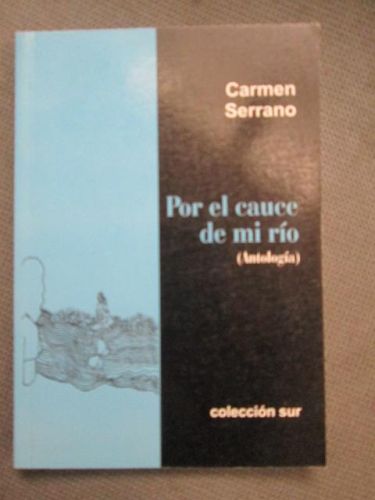 Carmen
Serrano
Por el cauce
de mi río
(Antología)
colección sur